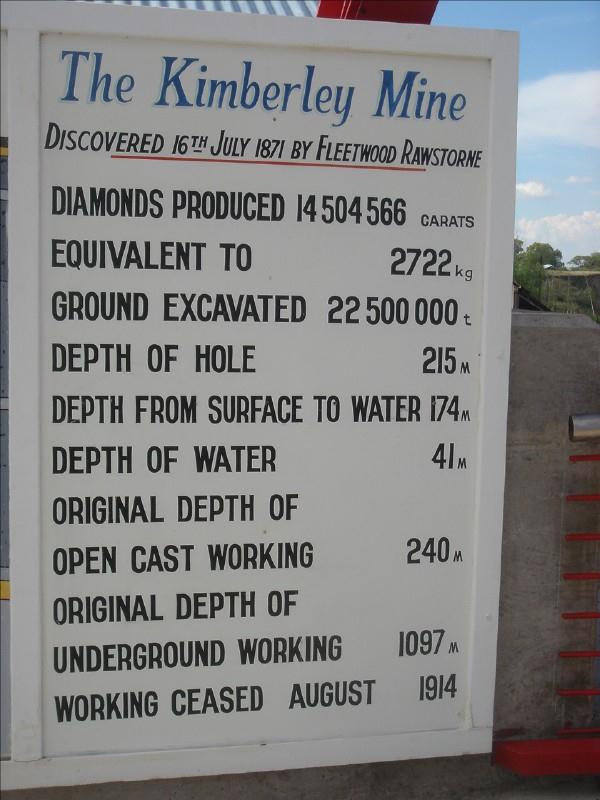 The Kimberley Mine
DISCOVERED 16TH JULY 1871 BY FLEETWOOD RAWSTORNE
DIAMONDS PRODUCED 14 504 566 CARATS
EQUIVALENT TO 2722 kg
GROUND EXCAVATED 22 500 000 t
DEPTH OF HOLE 215 M
DEPTH FROM SURFACE TO WATER 174 M
DEPTH OF WATER 41 M
ORIGINAL DEPTH OF
OPEN CAST WORKING 240 M
ORIGINAL DEPTH OF
UNDERGROUND WORKING 1097 M
WORKING CEASED AUGUST 1914